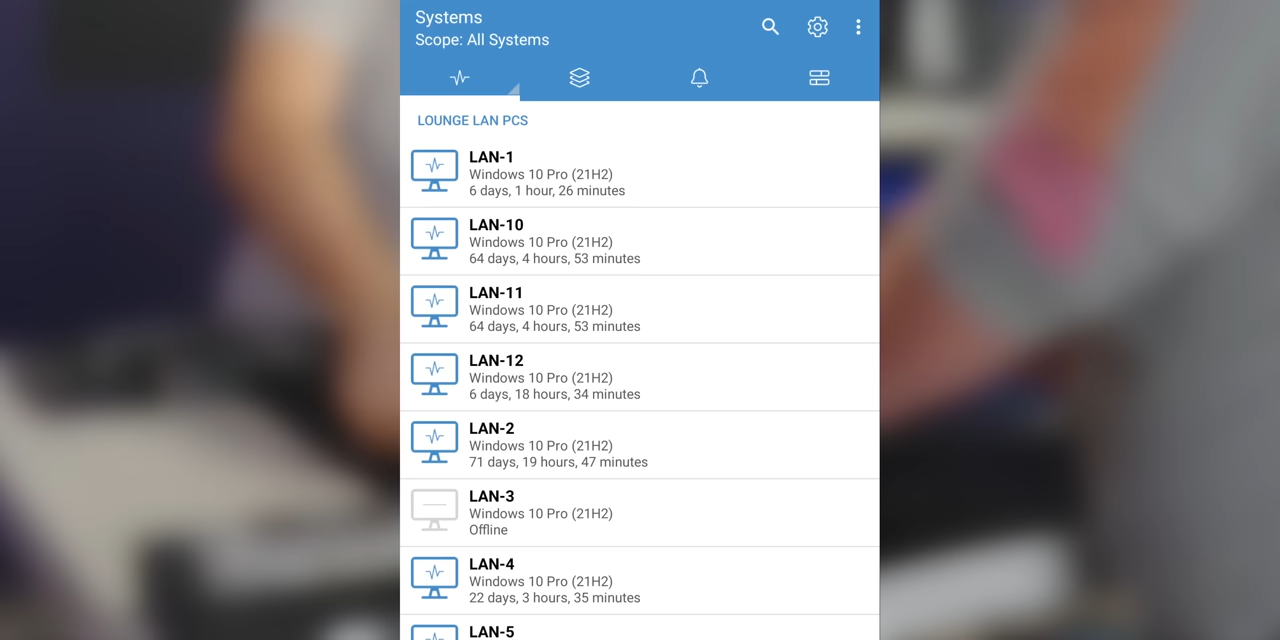 Systems
Scope: All Systems
LOUNGE LAN PCS
LAN-1
Windows 10 Pro (21H2)
6 days, 1 hour, 26 minutes
LAN-10
Windows 10 Pro (21H2)
64 days, 4 hours, 53 minutes
LAN-11
Windows 10 Pro (21H2)
64 days, 4 hours, 53 minutes
LAN-12
Windows 10 Pro (21H2)
6 days, 18 hours, 34 minutes
LAN-2
Windows 10 Pro (21H2)
71 days, 19 hours, 47 minutes
LAN-3
Windows 10 Pro (21H2)
Offline
LAN-4
Windows 10 Pro (21H2)
22 days, 3 hours, 35 minutes
LAN-5